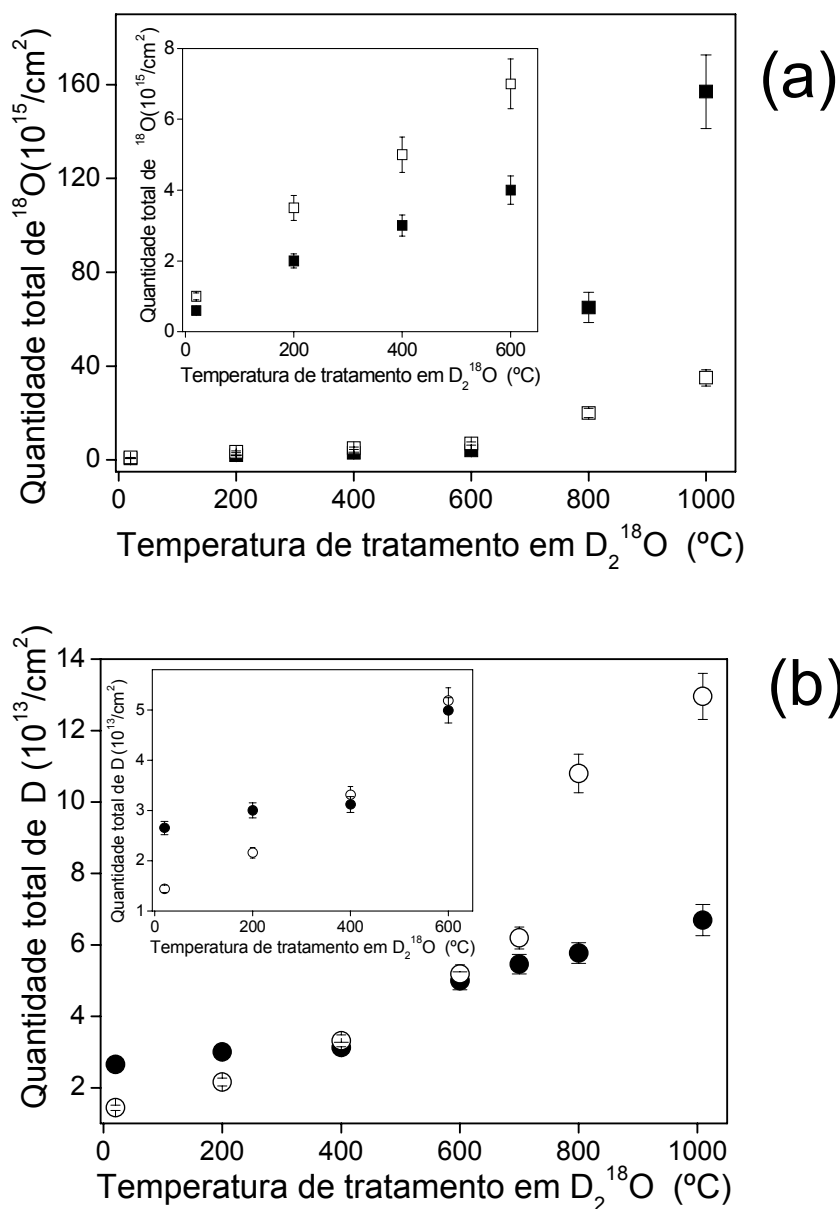 (a)
Quantidade total de ¹⁸O(10¹⁵/cm²)
160
120
80
40
0
0 200 400 600 800 1000
Temperatura de tratamento em D₂¹⁸O (ºC)
Quantidade total de ¹⁸O(10¹⁵/cm²)
8
6
4
2
0
0 200 400 600
Temperatura de tratamento em D₂¹⁸O (ºC)
(b)
Quantidade total de D (10¹³/cm²)
14
12
10
8
6
4
2
0 200 400 600 800 1000
Temperatura de tratamento em D₂¹⁸O (ºC)
Quantidade total de D (10¹³/cm²)
5
4
3
2
1
0 200 400 600
Temperatura de tratamento em D₂¹⁸O (ºC)